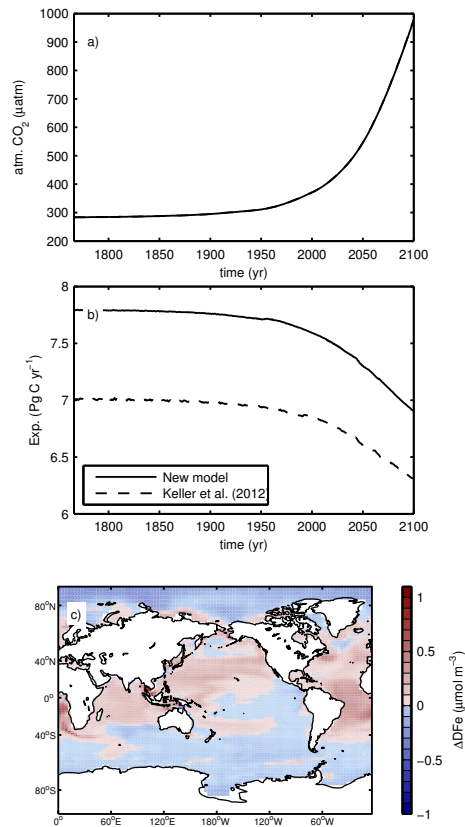 a)
1000
900
800
700
600
500
400
300
200
atm. CO2 (µatm)
1800 1850 1900 1950 2000 2050 2100
time (yr)
b)
8
7.5
7
6.5
6
Exp. (Pg C yr−1)
New model
Keller et al. (2012)
1800 1850 1900 1950 2000 2050 2100
time (yr)
c)
80°N
40°N
0°
40°S
80°S
0° 60°E 120°E 180°W 120°W 60°W
1
0.5
0
−0.5
−1
ΔDFe (µmol m−3)